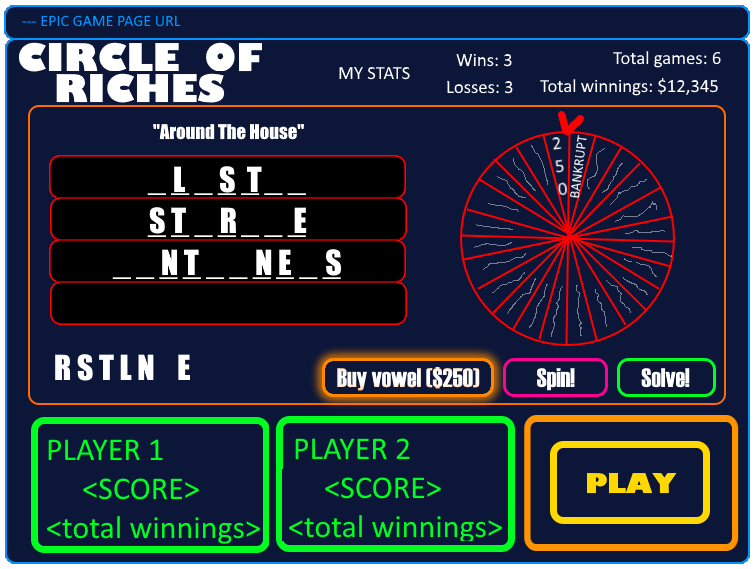 --- EPIC GAME PAGE URL
CIRCLE OF
RICHES
MY STATS
Wins: 3
Losses: 3
Total games: 6
Total winnings: $12,345
"Around The House"
_ L _ S T _ _
S T _ R _ _ E
_ _ N T _ _ N E _ S
250
BANKRUPT
R S T L N E
Buy vowel ($250)
Spin!
Solve!
PLAYER 1
<SCORE>
<total winnings>
PLAYER 2
<SCORE>
<total winnings>
PLAY